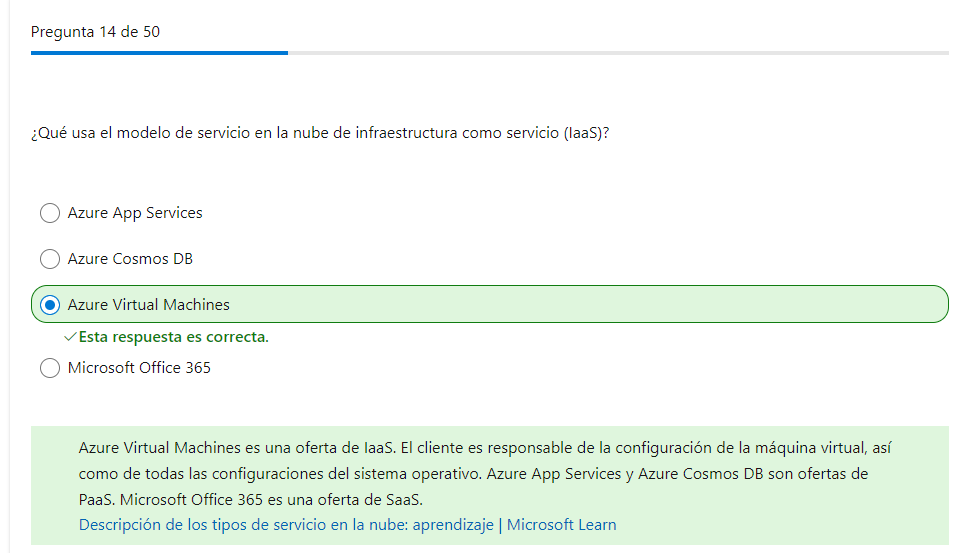 Pregunta 14 de 50
¿Qué usa el modelo de servicio en la nube de infraestructura como servicio (IaaS)?
Azure App Services
Azure Cosmos DB
Azure Virtual Machines
Esta respuesta es correcta.
Microsoft Office 365
Azure Virtual Machines es una oferta de IaaS. El cliente es responsable de la configuración de la máquina virtual, así
como de todas las configuraciones del sistema operativo. Azure App Services y Azure Cosmos DB son ofertas de
PaaS. Microsoft Office 365 es una oferta de SaaS.
Descripción de los tipos de servicio en la nube: aprendizaje | Microsoft Learn